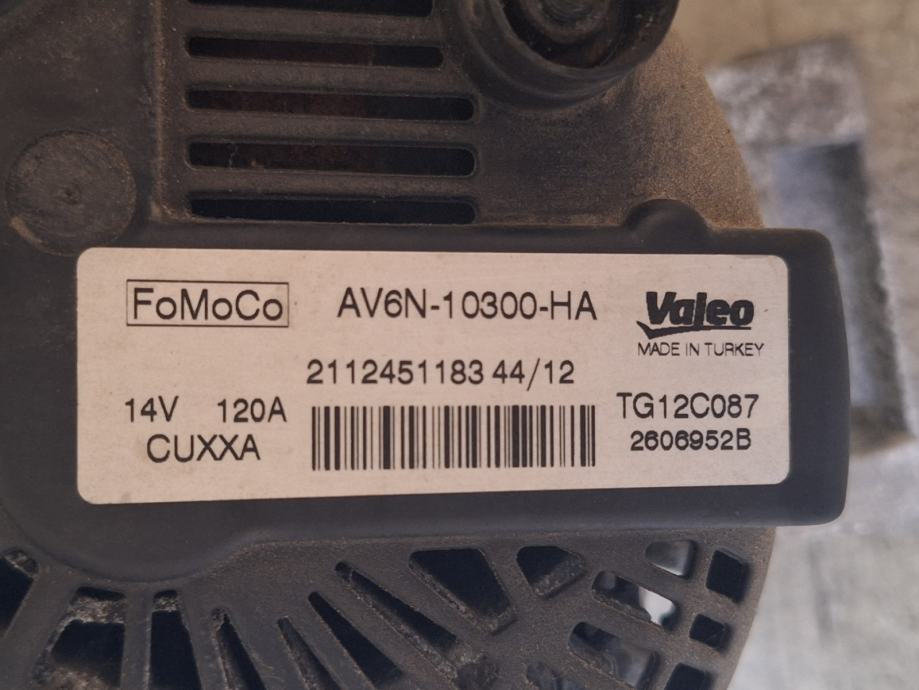 FoMoCo AV6N-10300-HA Valeo
MADE IN TURKEY
2112451183 44/12
14V 120A TG12C087
CUXXA 2606952B